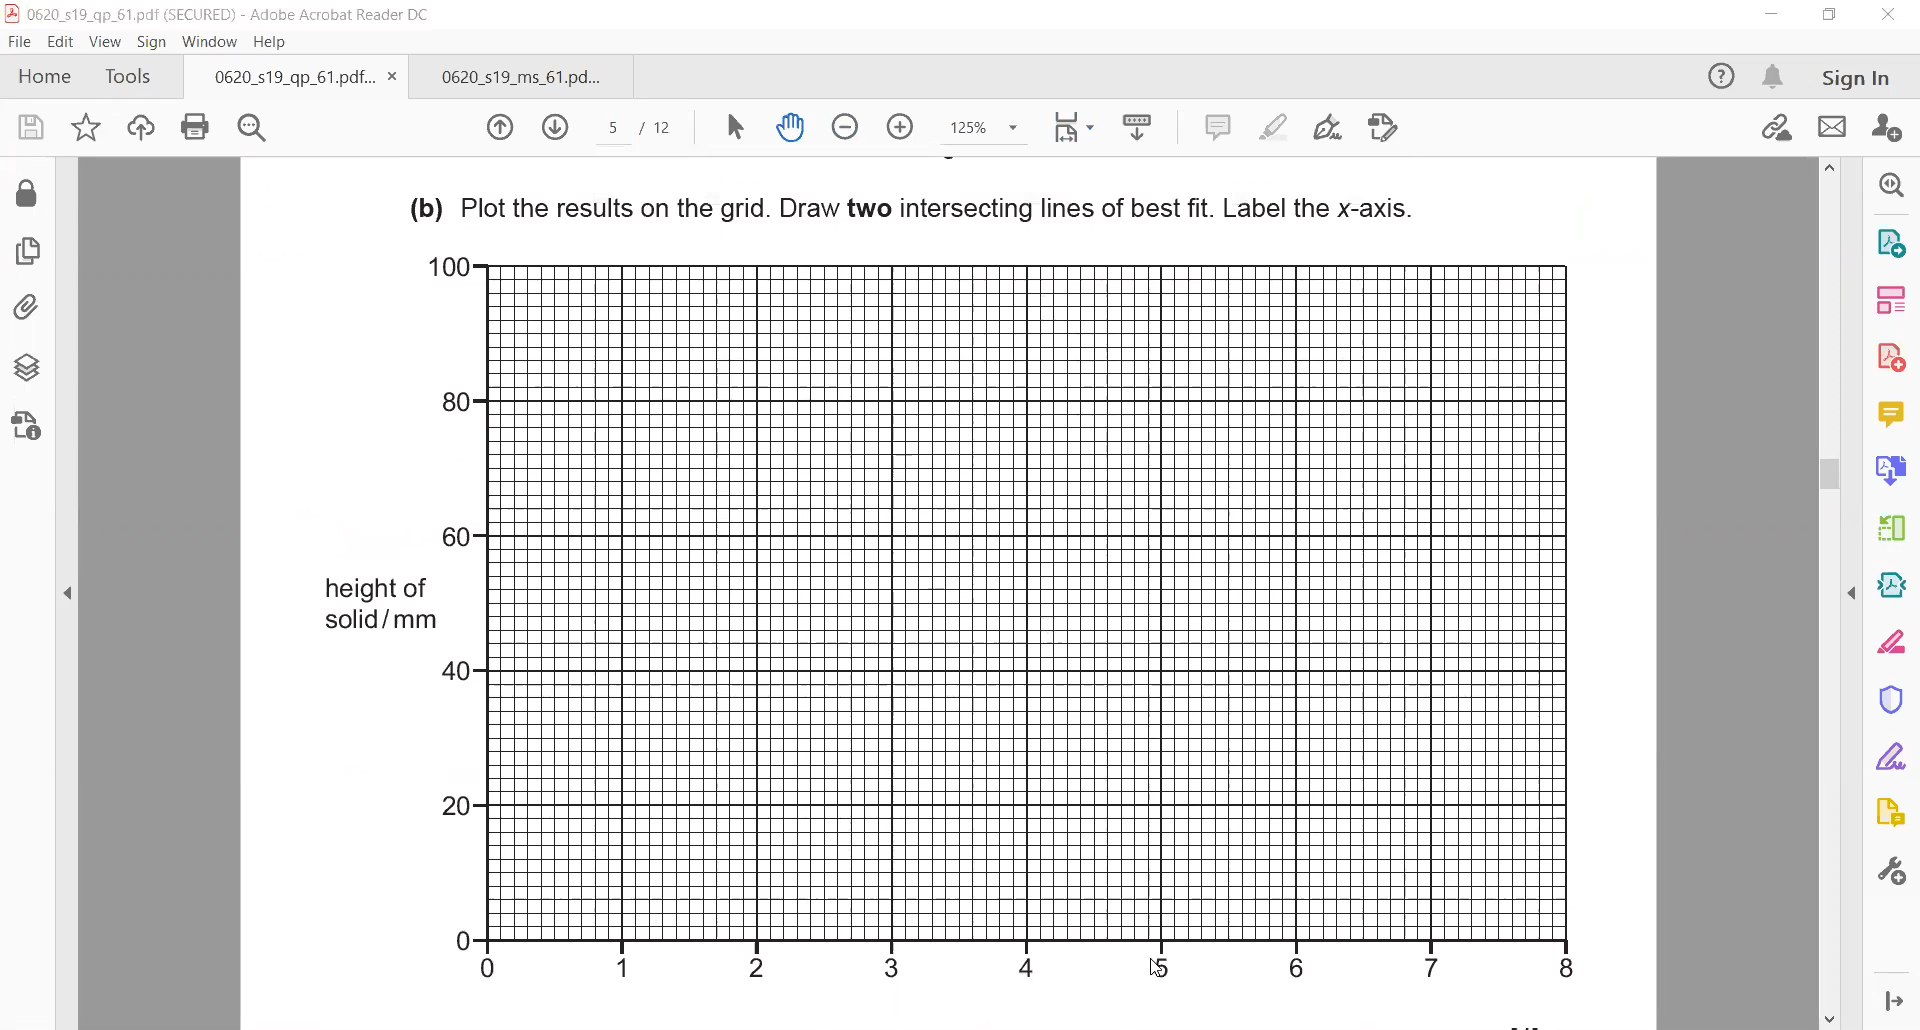 0620_s19_qp_61.pdf (SECURED) - Adobe Acrobat Reader DC
File Edit View Sign Window Help
Home Tools 0620_s19_qp_61.pdf... × 0620_s19_ms_61.pd... Sign In
5 / 12 125%
(b) Plot the results on the grid. Draw two intersecting lines of best fit. Label the x-axis.
100
80
60
height of
solid / mm
40
20
0
0 1 2 3 4 5 6 7 8